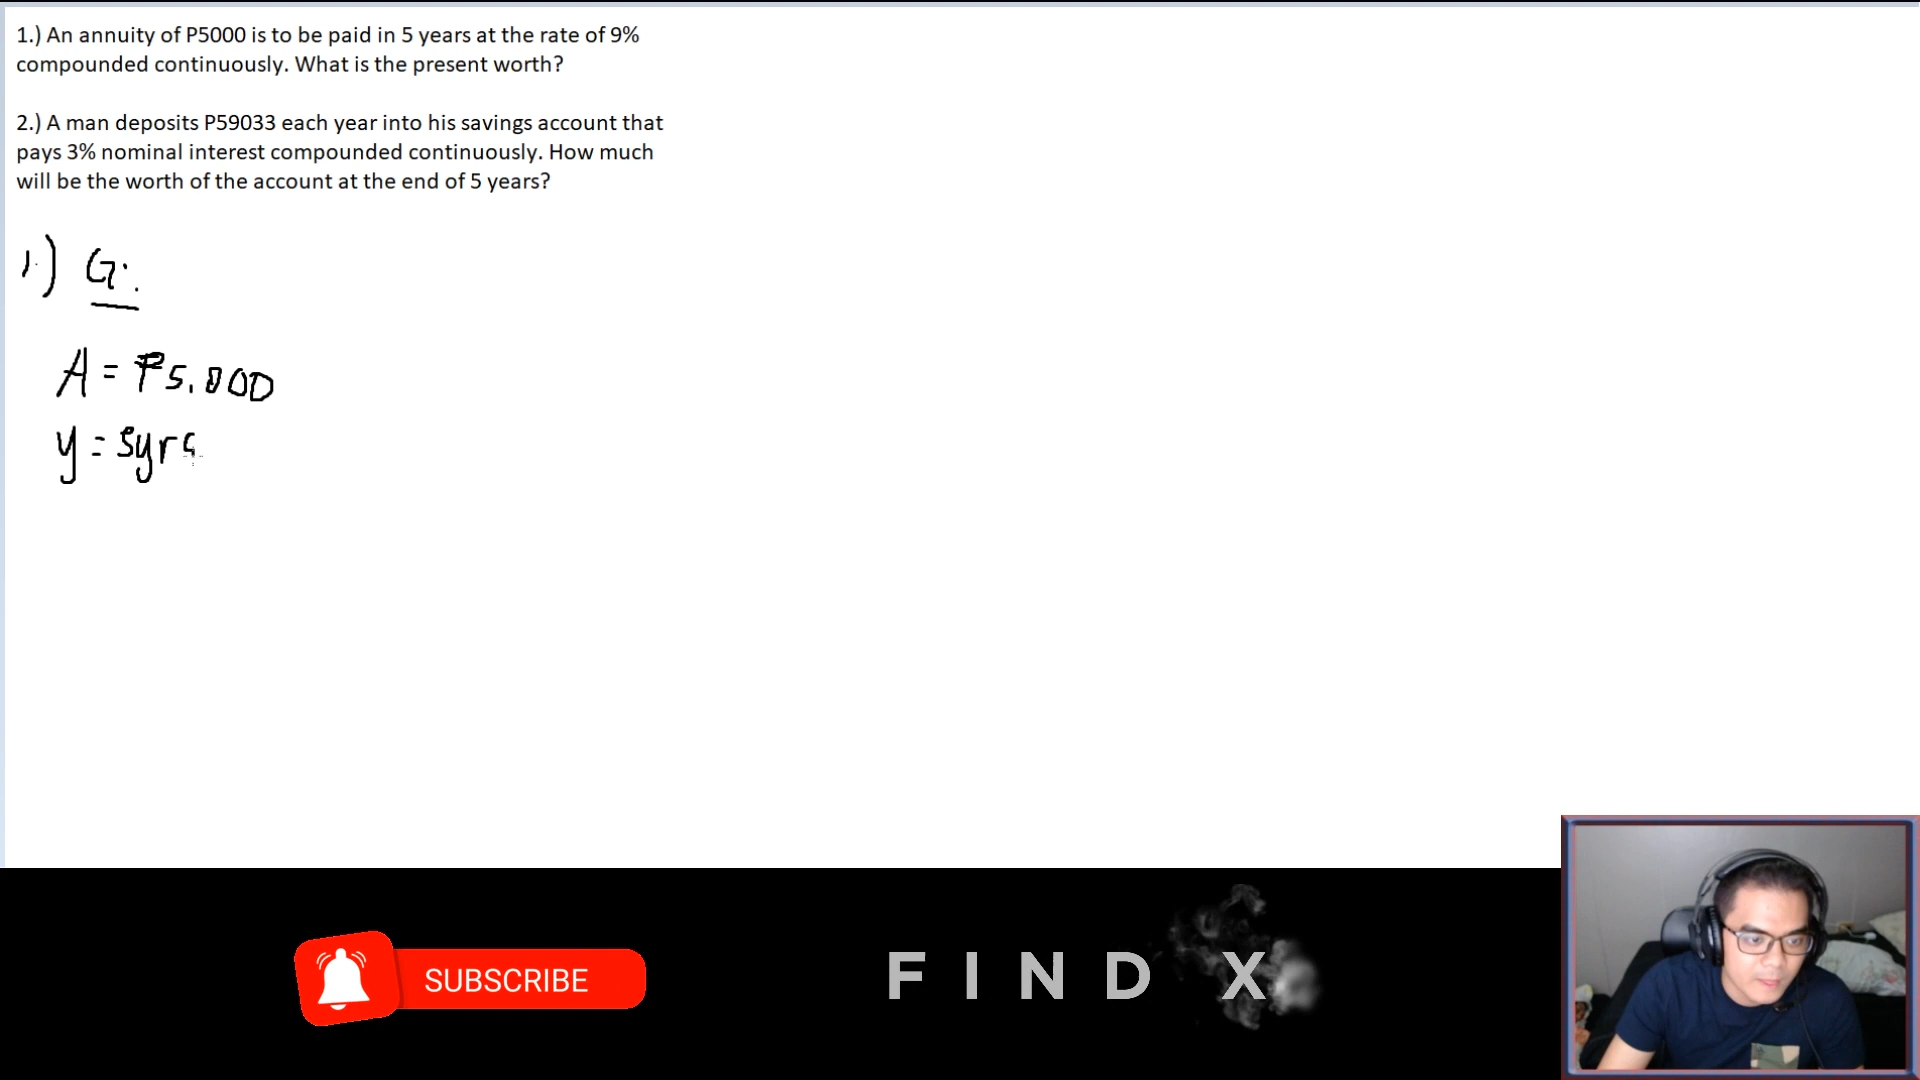 1.) An annuity of P5000 is to be paid in 5 years at the rate of 9%
compounded continuously. What is the present worth?
2.) A man deposits P59033 each year into his savings account that
pays 3% nominal interest compounded continuously. How much
will be the worth of the account at the end of 5 years?
1.) G:
A = ₱5,000
y = 5yrs
SUBSCRIBE
FIND X